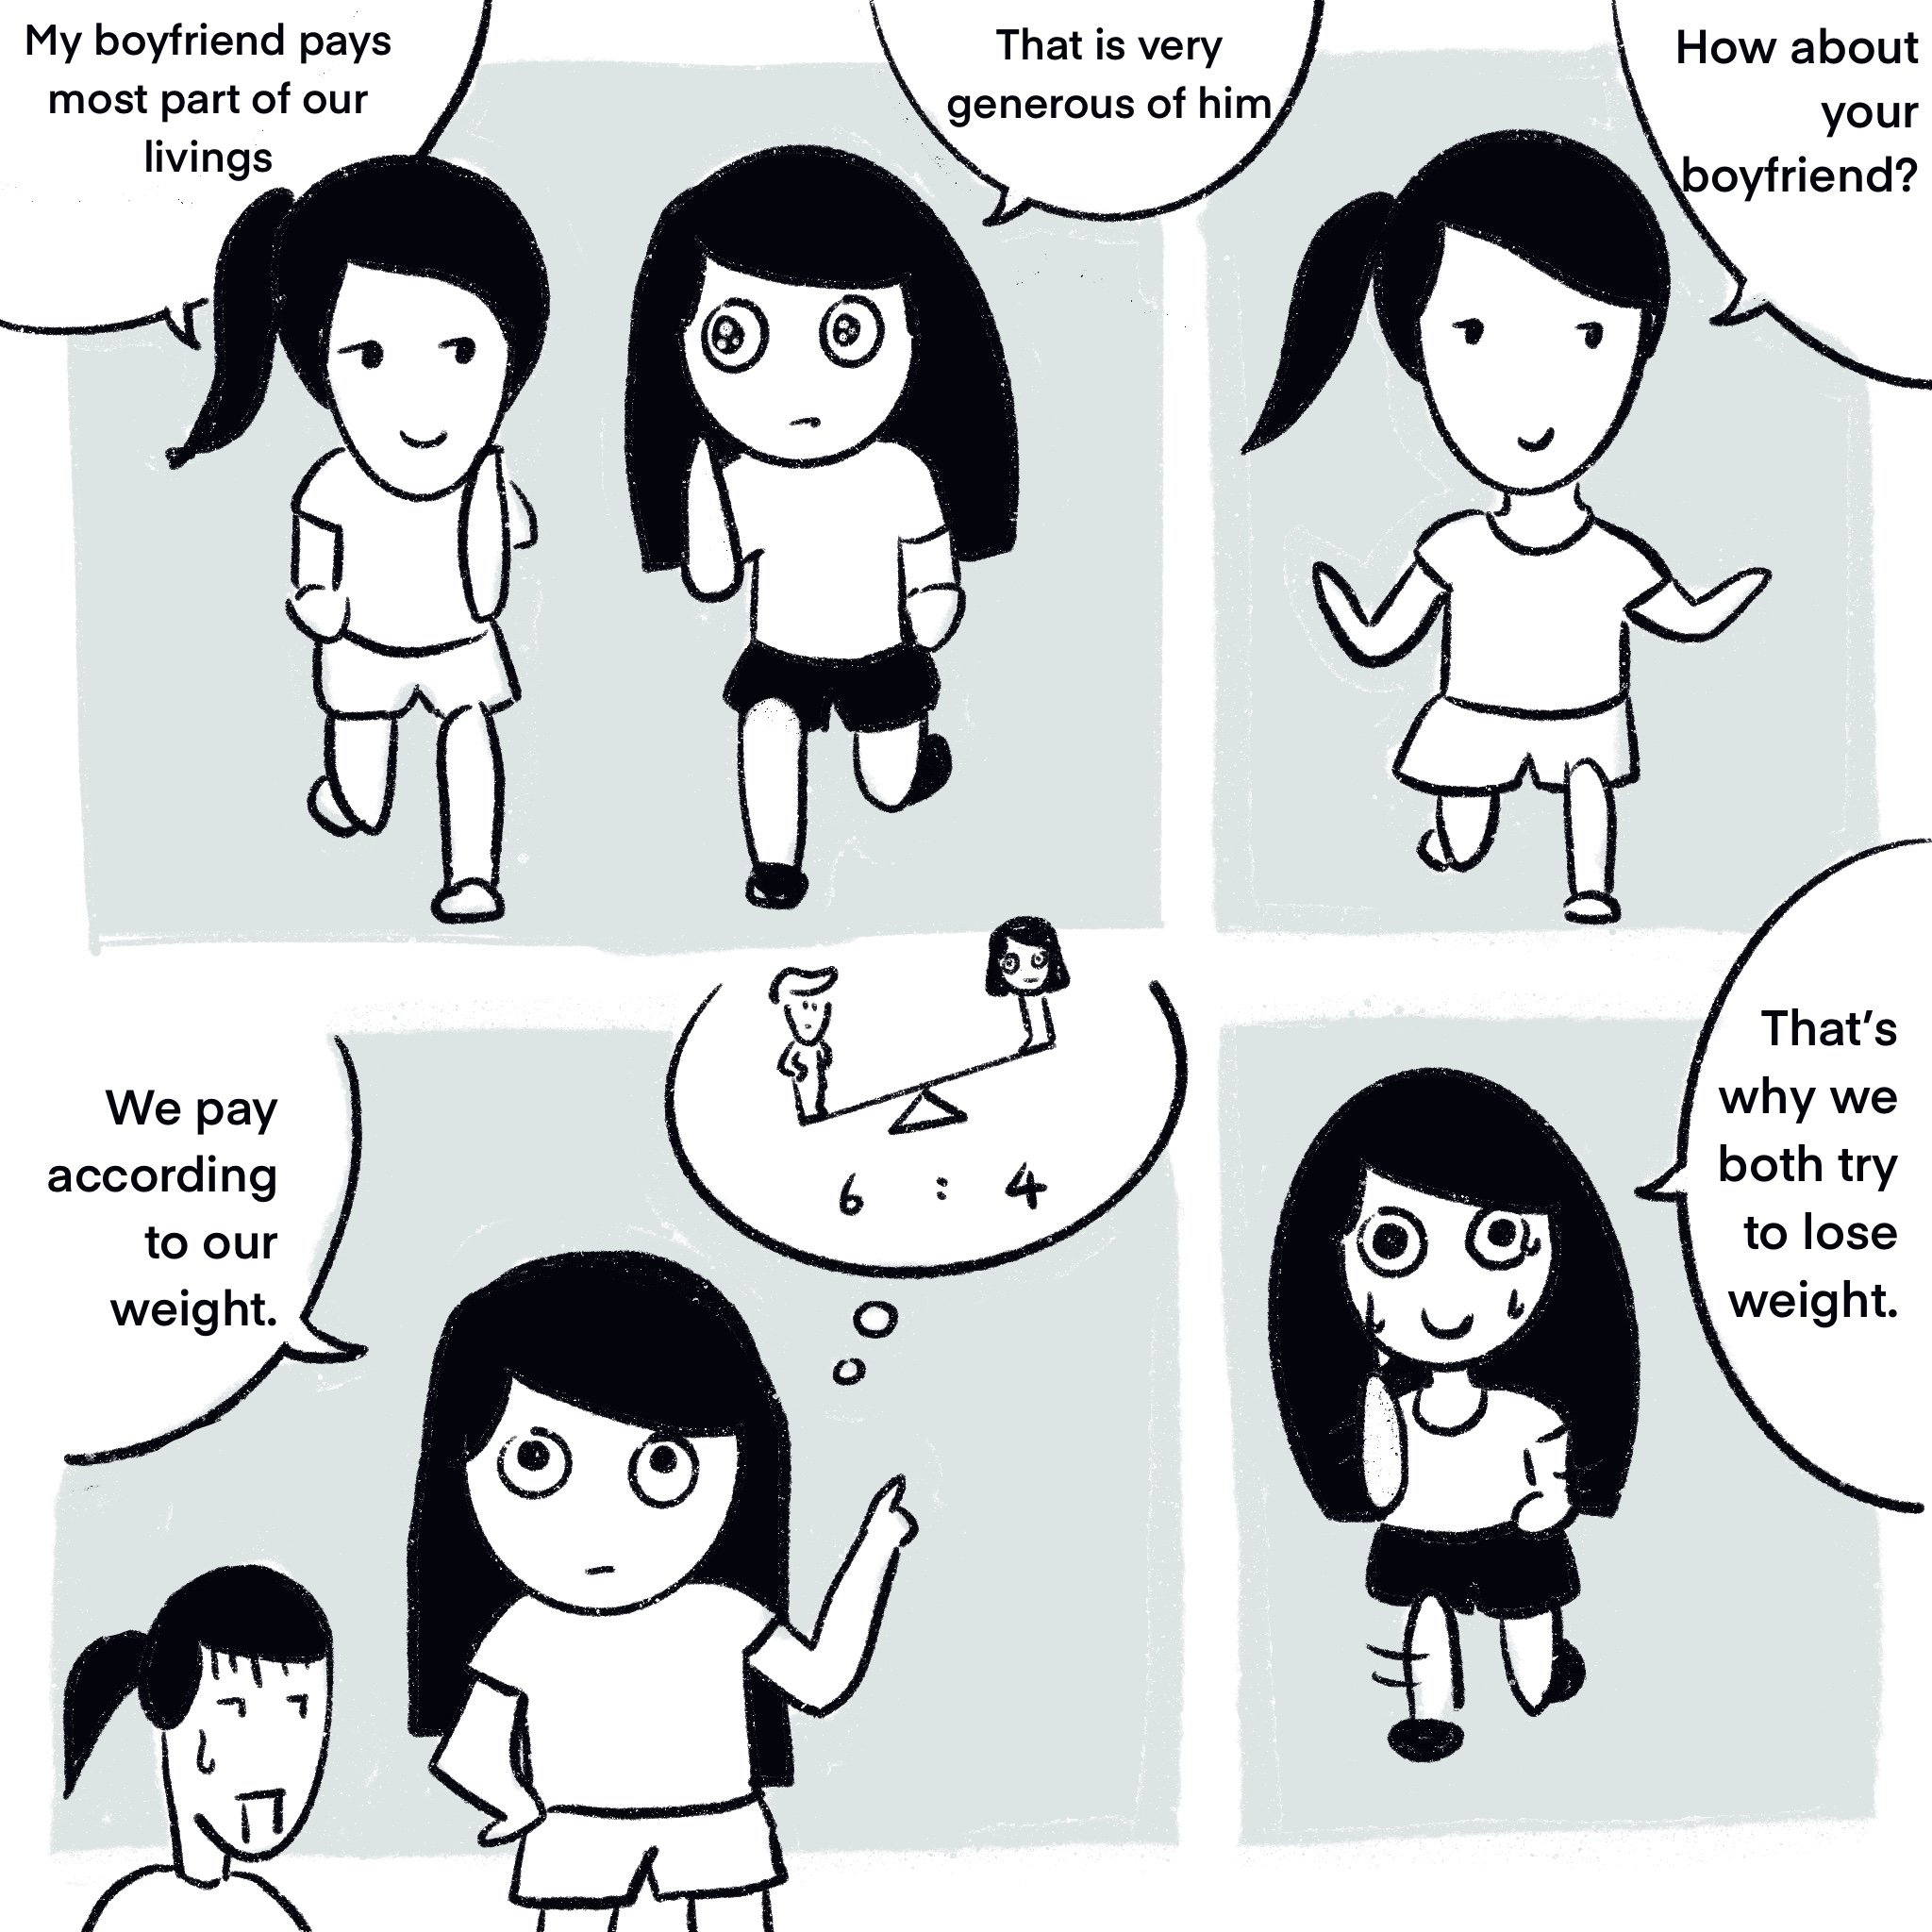 My boyfriend pays
most part of our
livings
That is very
generous of him
How about
your
boyfriend?
We pay
according
to our
weight.
6 : 4
That’s
why we
both try
to lose
weight.